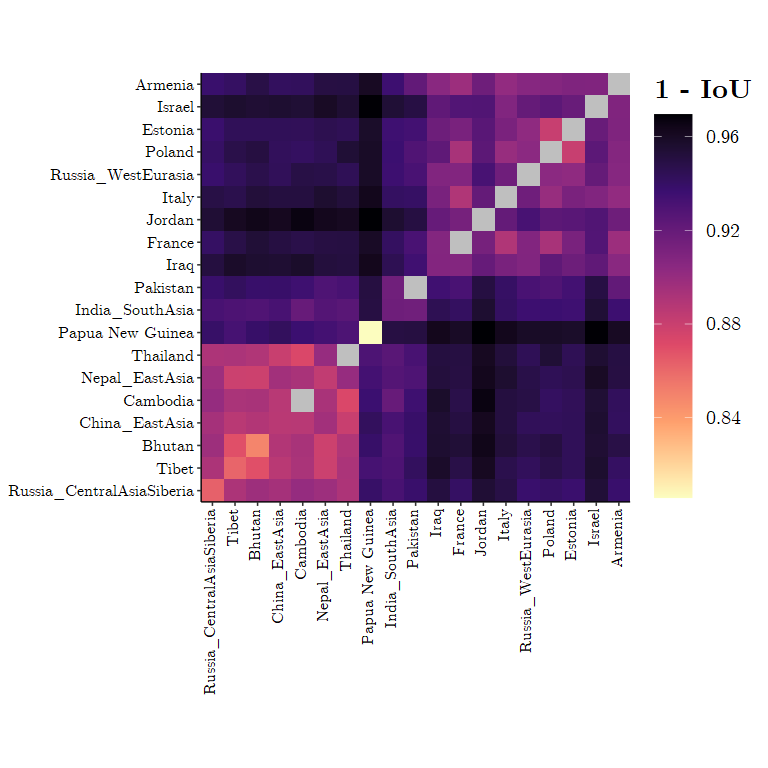 1 - IoU
Armenia
Israel
Estonia
Poland
Russia_WestEurasia
Italy
Jordan
France
Iraq
Pakistan
India_SouthAsia
Papua New Guinea
Thailand
Nepal_EastAsia
Cambodia
China_EastAsia
Bhutan
Tibet
Russia_CentralAsiaSiberia
0.96
0.92
0.88
0.84
Russia_CentralAsiaSiberia
Tibet
Bhutan
China_EastAsia
Cambodia
Nepal_EastAsia
Thailand
Papua New Guinea
India_SouthAsia
Pakistan
Iraq
France
Jordan
Italy
Russia_WestEurasia
Poland
Estonia
Israel
Armenia